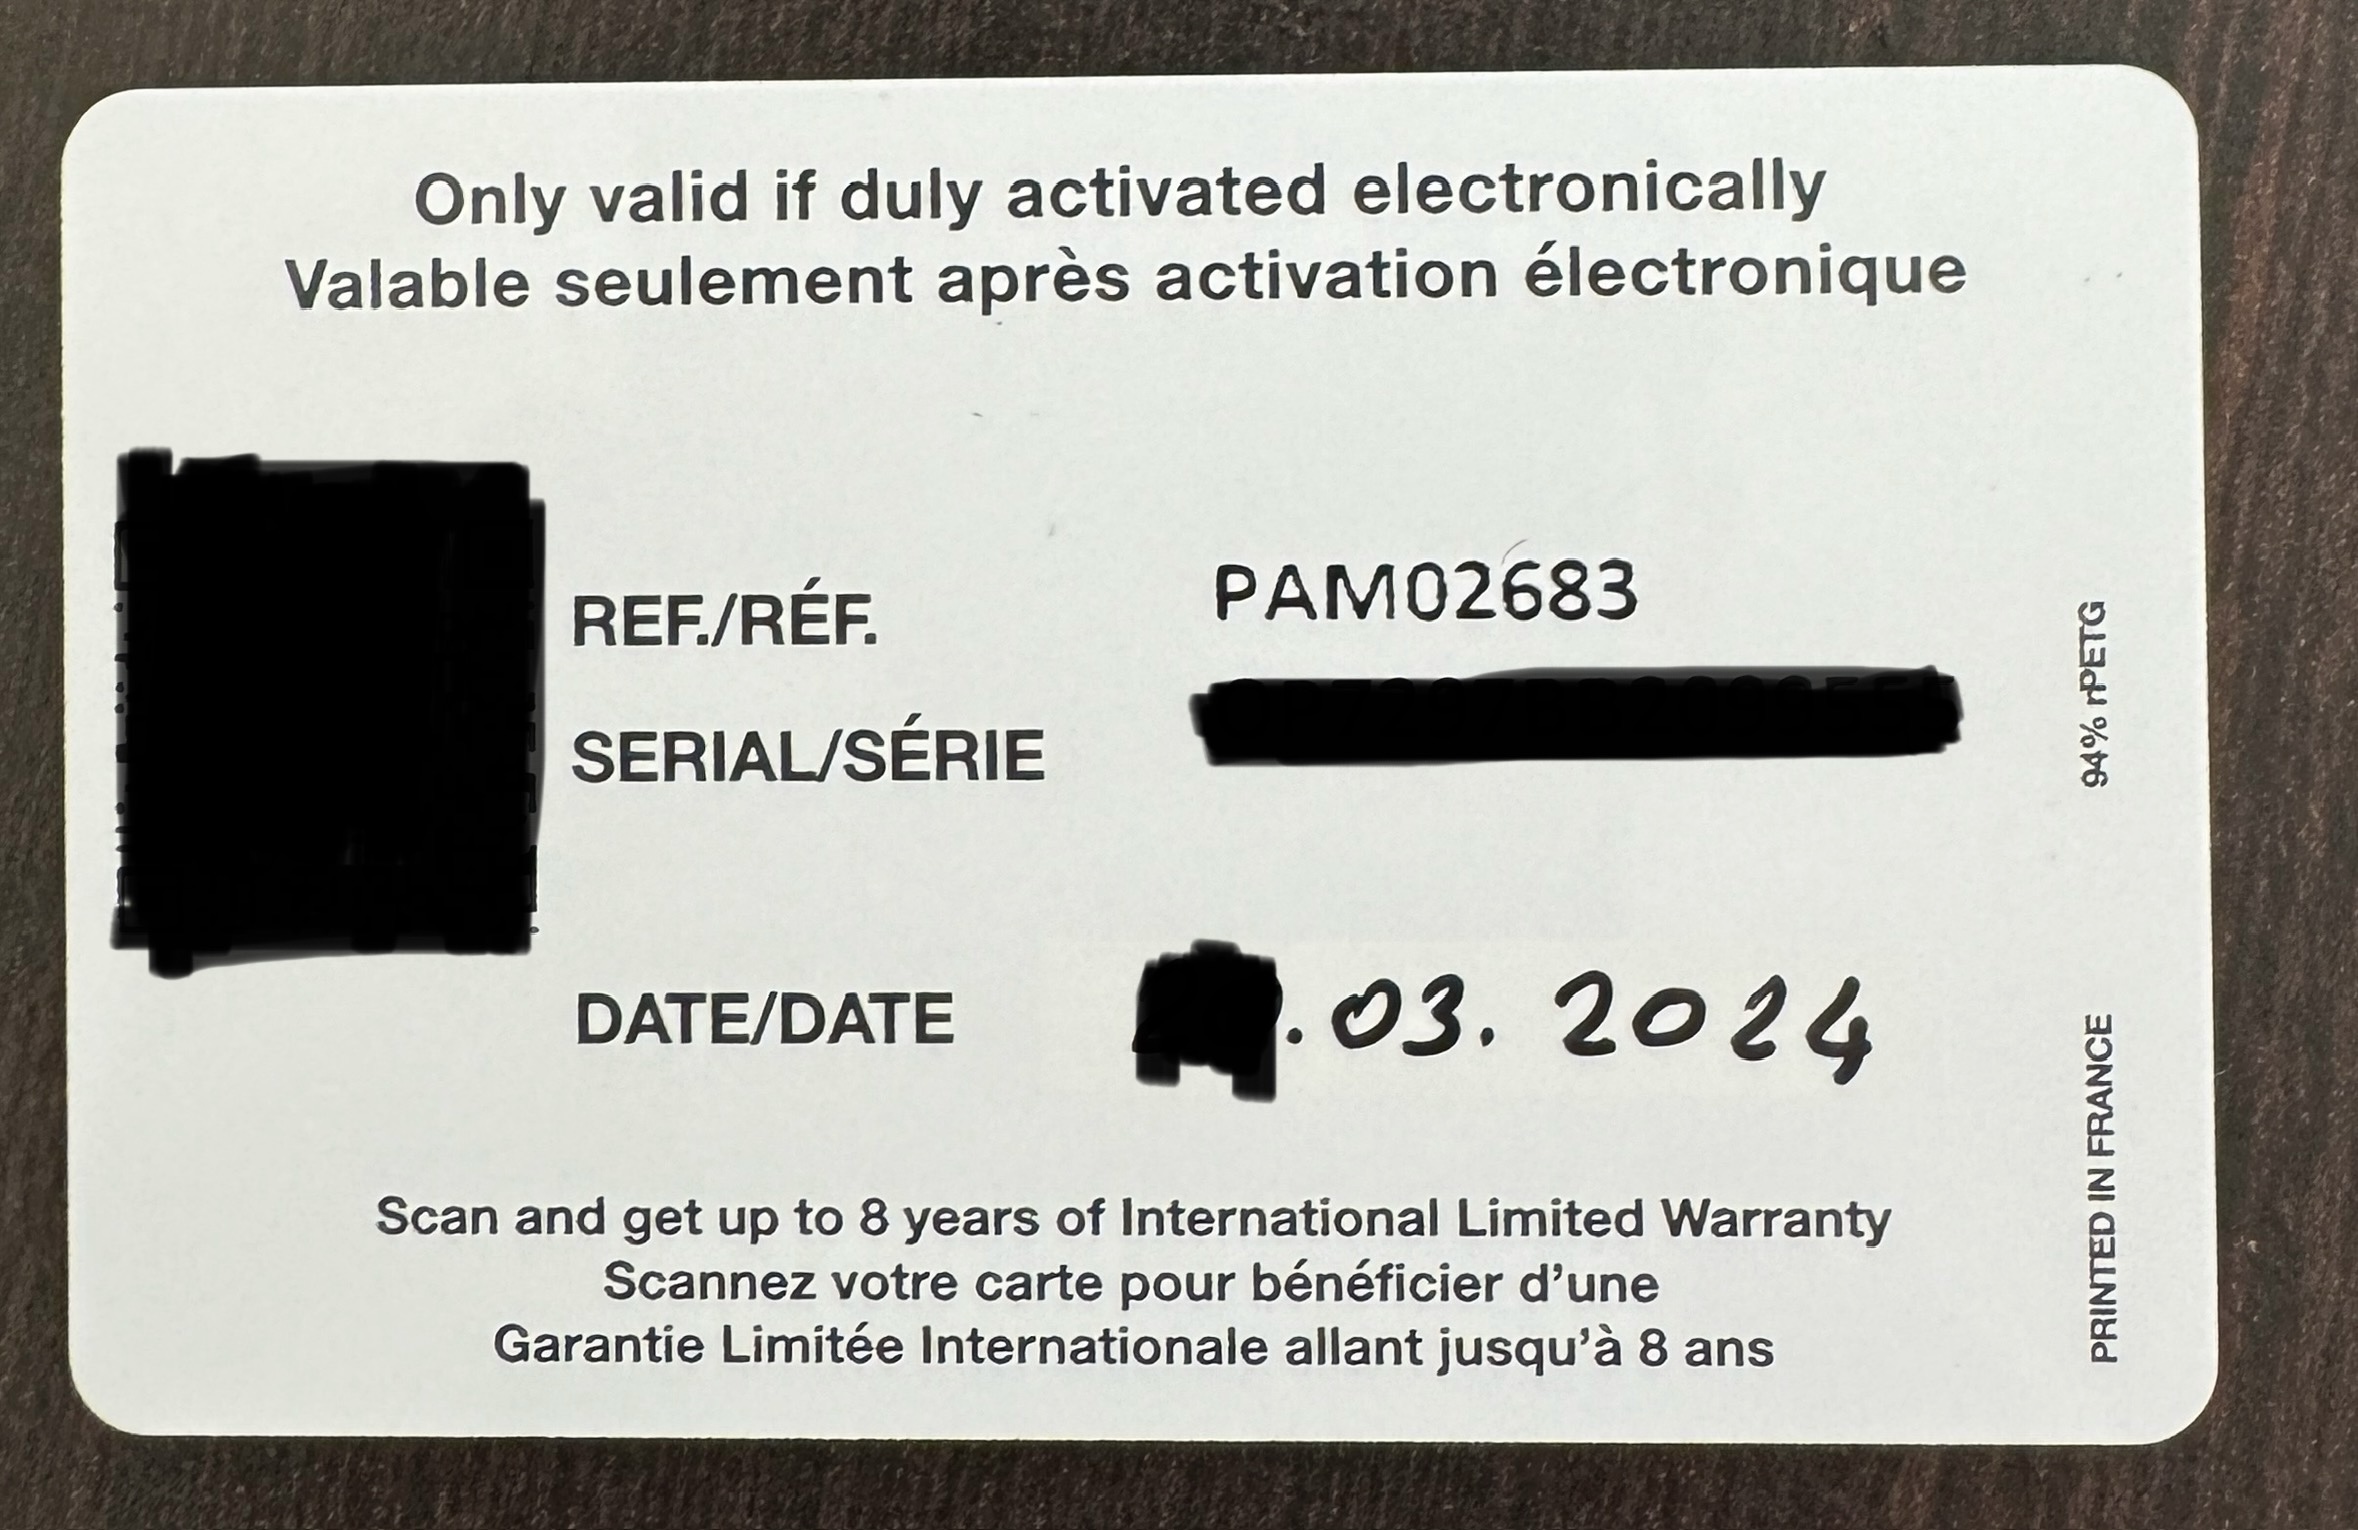 Only valid if duly activated electronically
Valable seulement après activation électronique
REF./RÉF. PAM02683
SERIAL/SÉRIE
DATE/DATE .03.2024
Scan and get up to 8 years of International Limited Warranty
Scannez votre carte pour bénéficier d'une
Garantie Limitée Internationale allant jusqu'à 8 ans
94% rPETG
PRINTED IN FRANCE